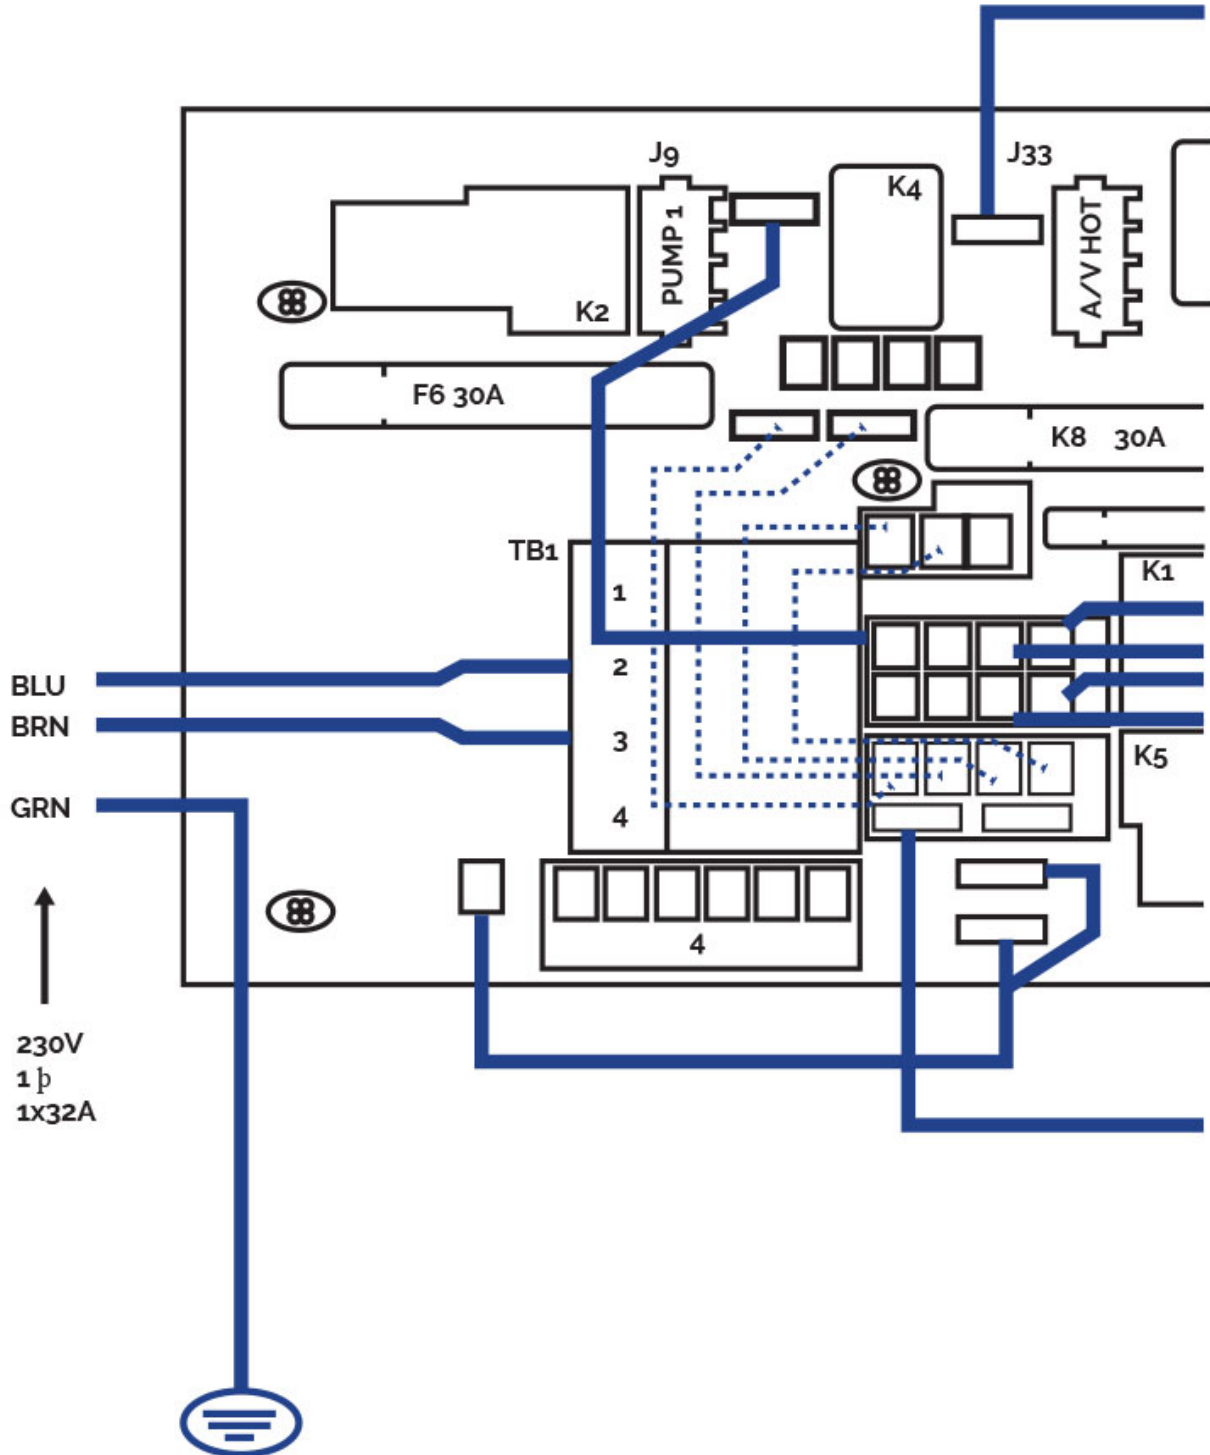 J9
J33
K4
PUMP 1
A/V HOT
K2
F6 30A
K8 30A
TB1
K1
1
2
BLU
BRN
3
K5
GRN
4
4
230V
1 þ
1x32A